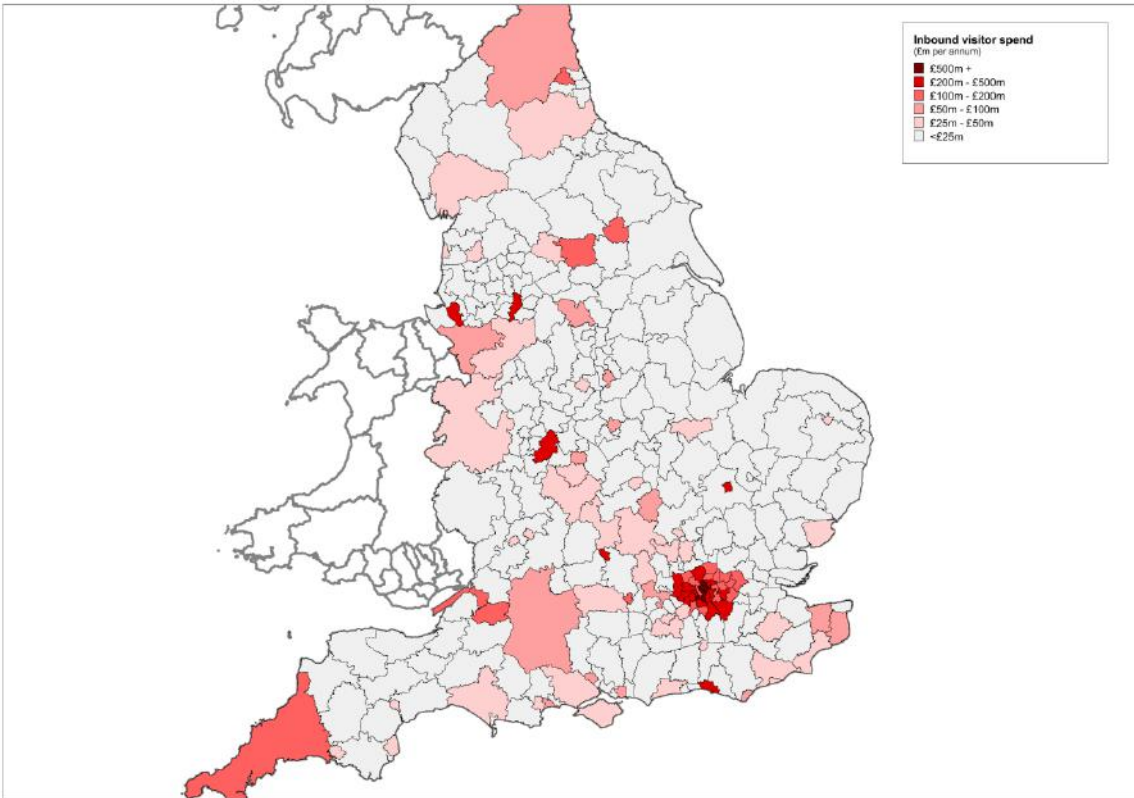 Inbound visitor spend
(£m per annum)
£500m +
£200m - £500m
£100m - £200m
£50m - £100m
£25m - £50m
<£25m